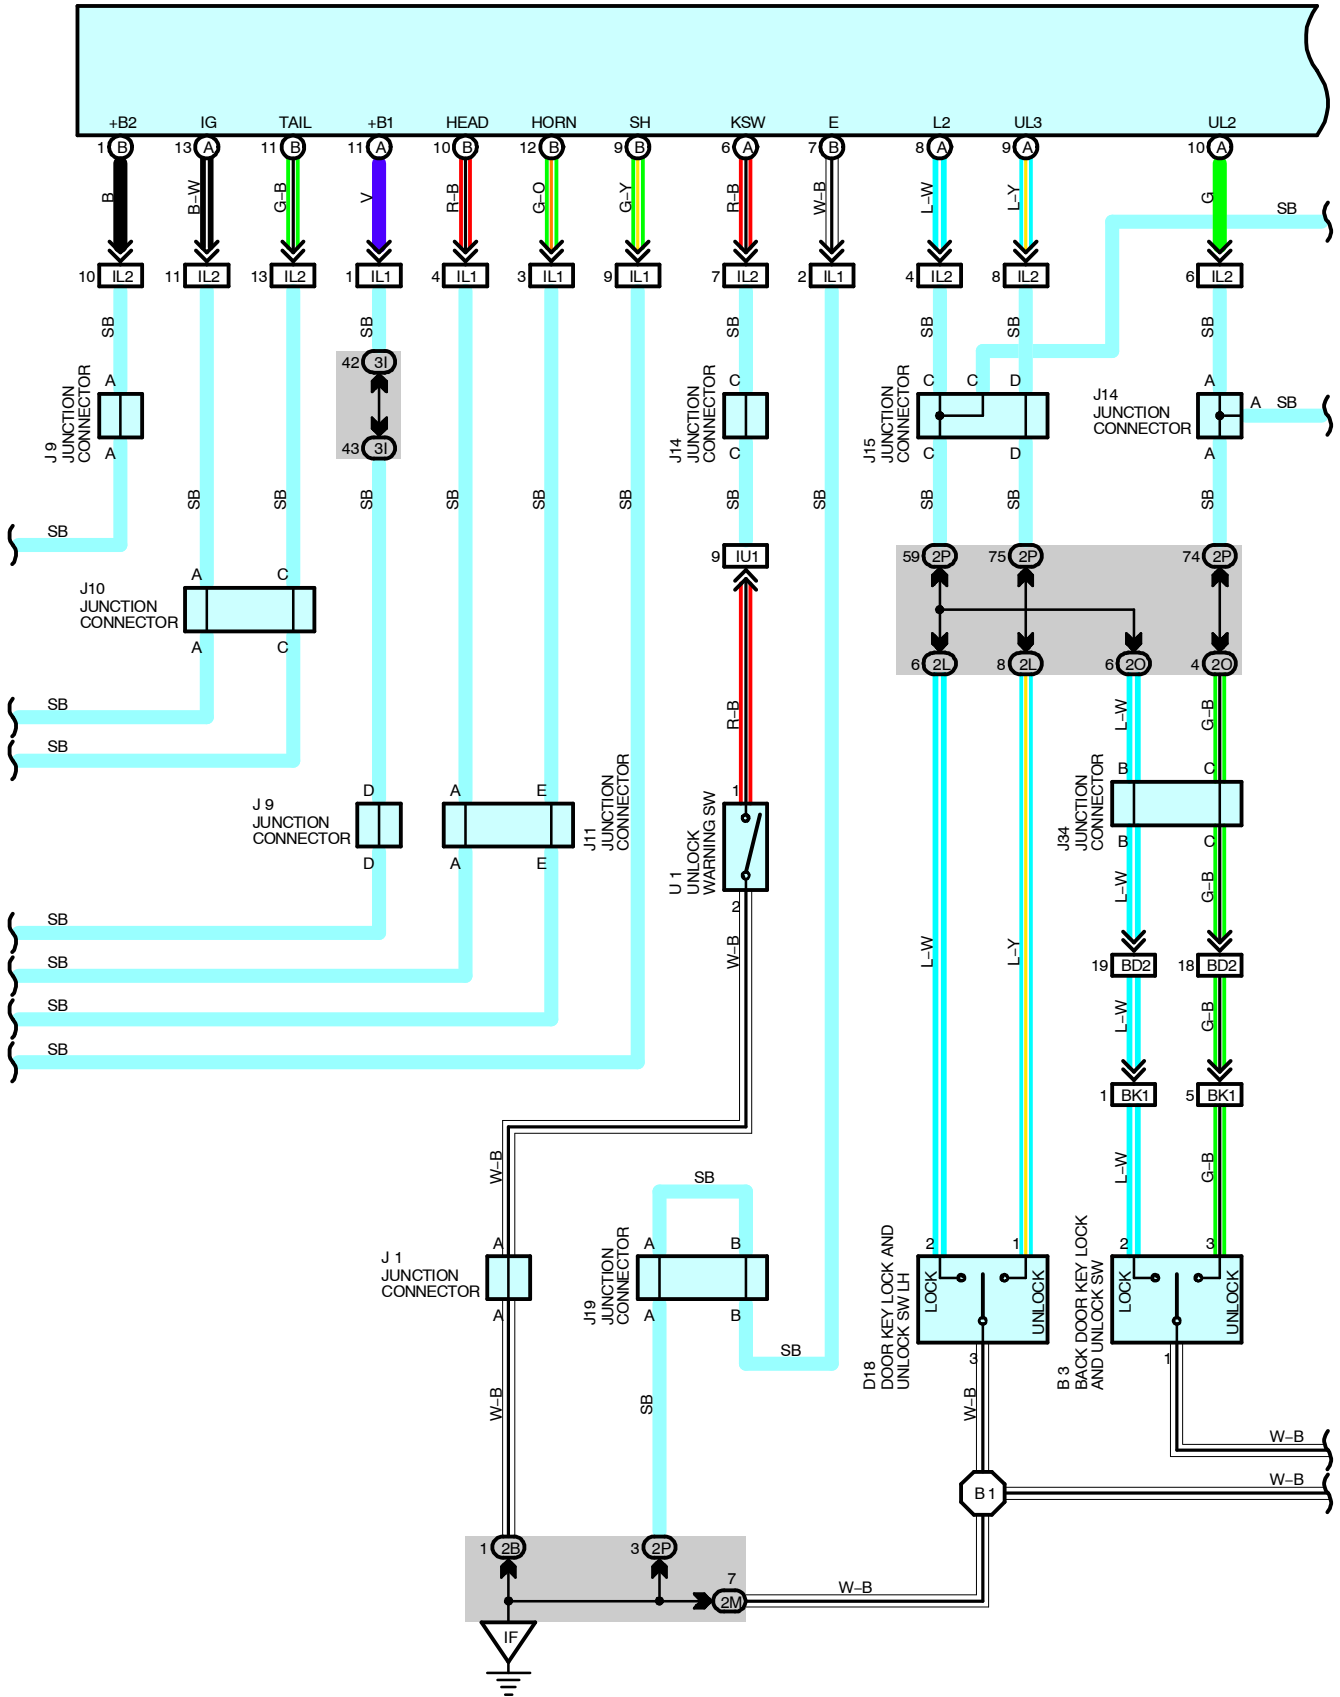 +B2 IG TAIL +B1 HEAD HORN SH KSW E L2 UL3 UL2
1 B 13 A 11 B 11 A 10 B 12 B 9 B 6 A 7 B 8 A 9 A 10 A
B B-W G-B V R-B G-O G-Y R-B W-B L-W L-Y G
SB
10 IL2 11 IL2 13 IL2 1 IL1 4 IL1 3 IL1 9 IL1 7 IL2 2 IL1 4 IL2 8 IL2 6 IL2
SB SB SB SB SB SB
42 3I
A C C C D A
J 9
JUNCTION
CONNECTOR
J14
JUNCTION
CONNECTOR
J15
JUNCTION
CONNECTOR
J14
JUNCTION
CONNECTOR
A SB
43 3I
A C C D A
SB SB SB SB SB SB SB SB SB SB
SB
9 IU1
59 2P 75 2P 74 2P
A C
J10
JUNCTION
CONNECTOR
A C
6 2L 8 2L 6 2O 4 2O
SB
SB
R-B L-W G-B
B C
J34
JUNCTION
CONNECTOR
B C
D A E 1
J 9
JUNCTION
CONNECTOR
J11
JUNCTION
CONNECTOR
U 1
UNLOCK
WARNING SW
D A E
2
L-W G-B
SB
W-B L-W L-Y
SB
19 BD2 18 BD2
SB
L-W G-B
SB
1 BK1 5 BK1
W-B L-W G-B
SB
A A B 2 1 2 3
J 1
JUNCTION
CONNECTOR
J19
JUNCTION
CONNECTOR
D18
DOOR KEY LOCK AND
UNLOCK SW LH
LOCK
UNLOCK
B 3
BACK DOOR KEY LOCK
AND UNLOCK SW
LOCK
UNLOCK
A A B
SB
3 1
W-B SB W-B
W-B
B 1
W-B
1 2B 3 2P
7
2M
W-B
IF